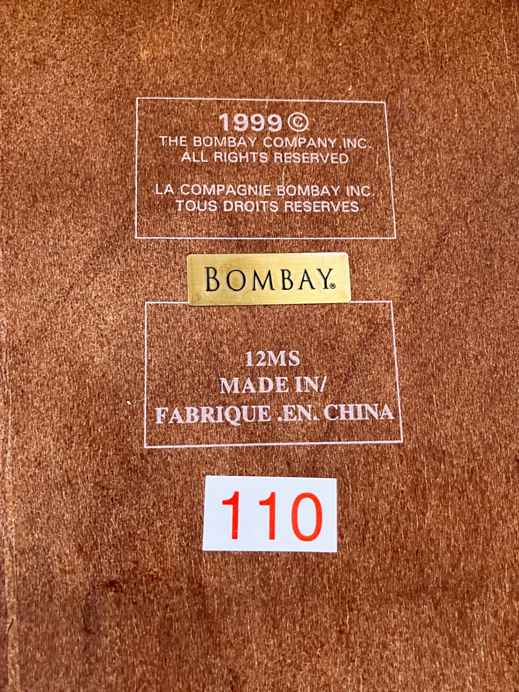 1999 ©
THE BOMBAY COMPANY, INC.
ALL RIGHTS RESERVED
LA COMPAGNIE BOMBAY INC.
TOUS DROITS RESERVES
BOMBAY®
12MS
MADE IN/
FABRIQUE .EN. CHINA
110